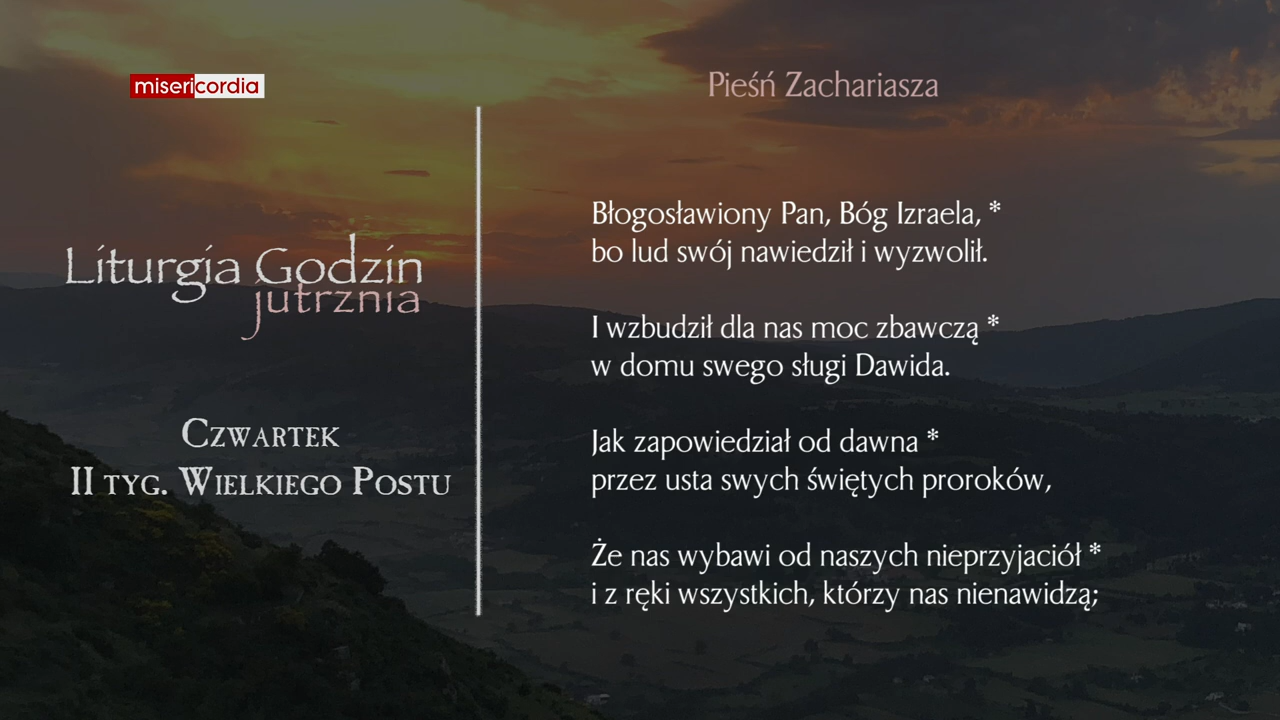 misericordia
Liturgia Godzin
jutrznia
Czwartek
II tyg. Wielkiego Postu
Pieśń Zachariasza
Błogosławiony Pan, Bóg Izraela, *
bo lud swój nawiedził i wyzwolił.
I wzbudził dla nas moc zbawczą *
w domu swego sługi Dawida.
Jak zapowiedział od dawna *
przez usta swych świętych proroków,
Że nas wybawi od naszych nieprzyjaciół *
i z ręki wszystkich, którzy nas nienawidzą;